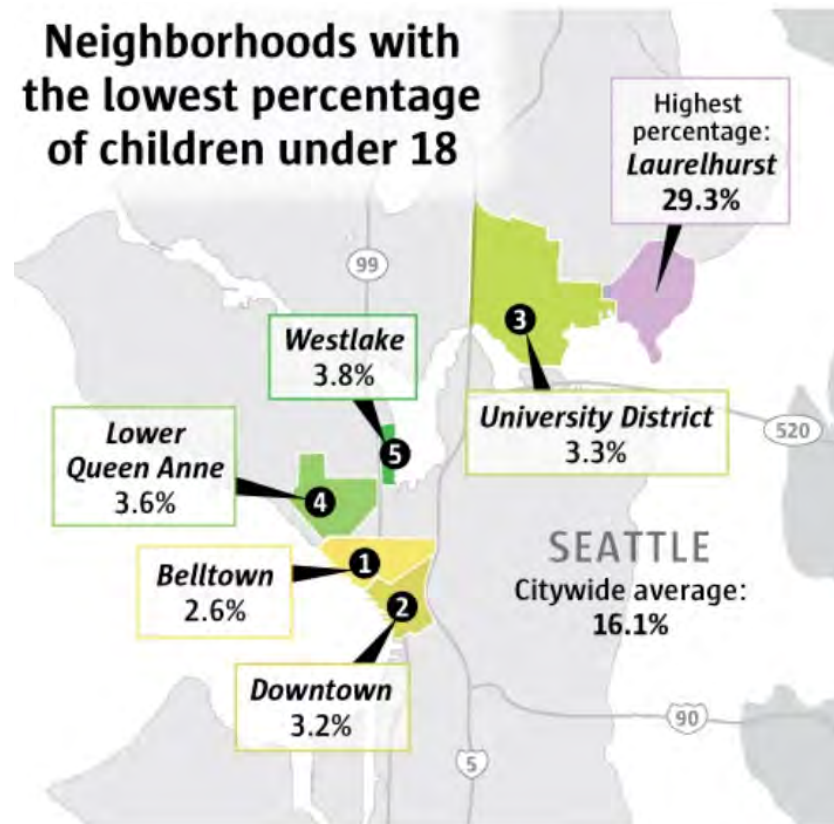 Neighborhoods with
the lowest percentage
of children under 18
Highest
percentage:
Laurelhurst
29.3%
99
3
Westlake
3.8%
University District
3.3%
520
Lower
Queen Anne
3.6%
5
4
SEATTLE
Citywide average:
16.1%
Belltown
2.6%
1
2
Downtown
3.2%
90
5